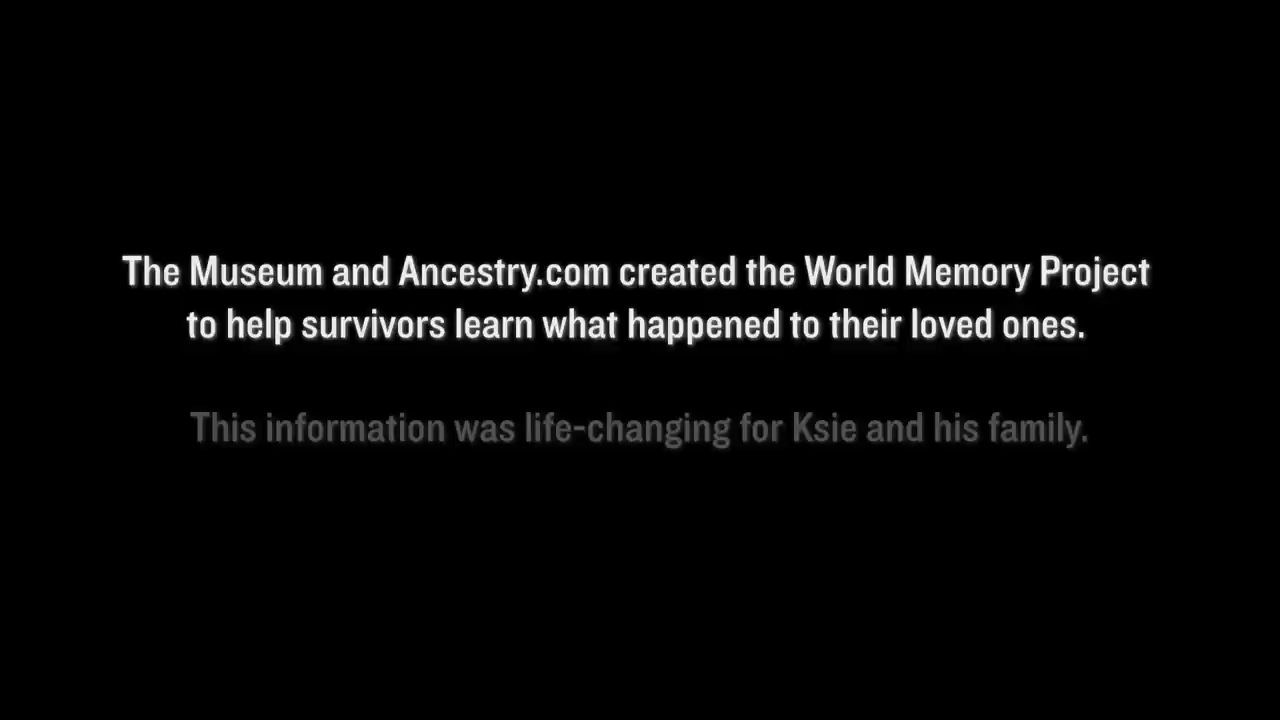 The Museum and Ancestry.com created the World Memory Project
to help survivors learn what happened to their loved ones.
This information was life-changing for Ksie and his family.